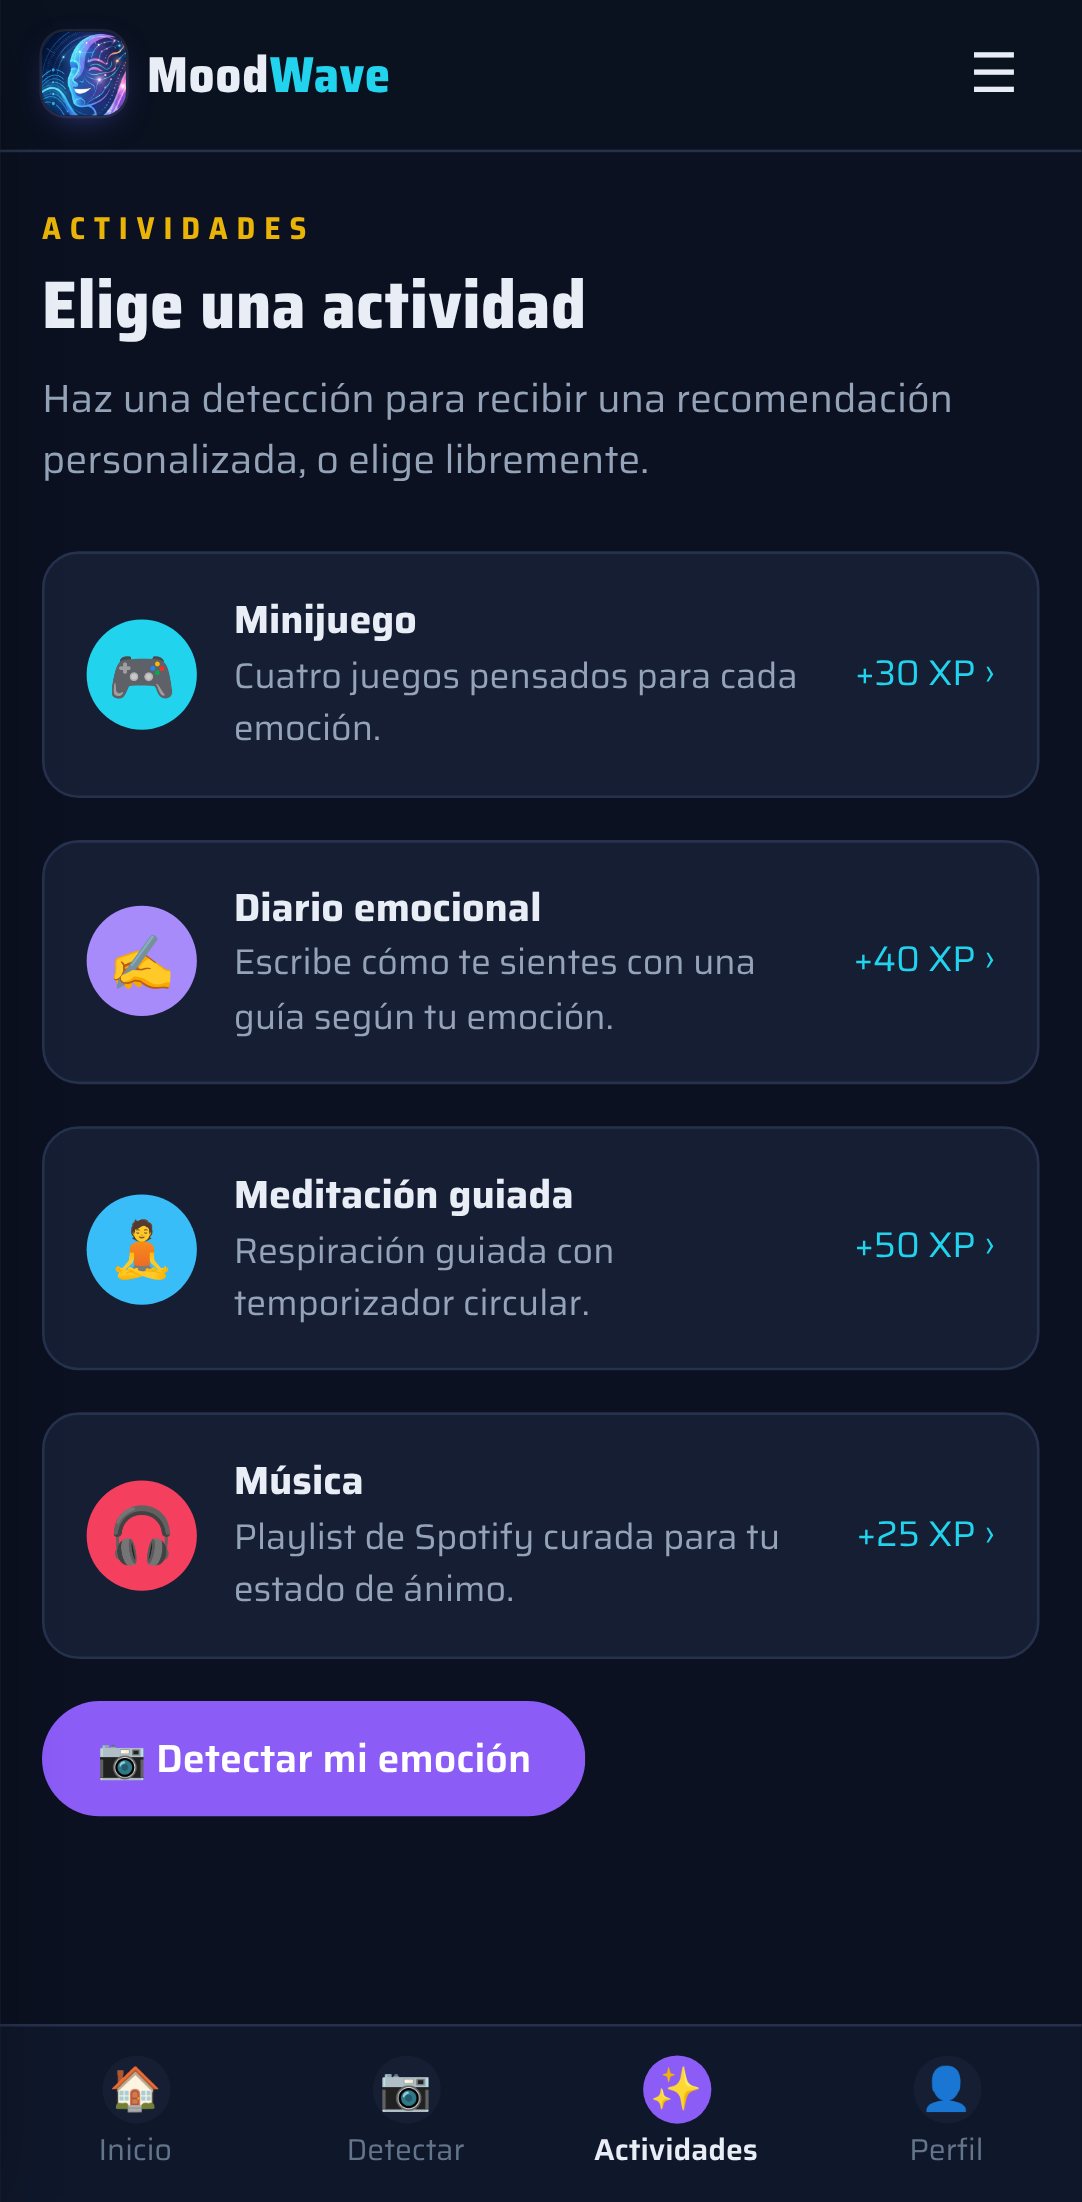 MoodWave
ACTIVIDADES
Elige una actividad
Haz una detección para recibir una recomendación
personalizada, o elige libremente.
Minijuego
Cuatro juegos pensados para cada
emoción.
+30 XP ›
Diario emocional
Escribe cómo te sientes con una
guía según tu emoción.
+40 XP ›
Meditación guiada
Respiración guiada con
temporizador circular.
+50 XP ›
Música
Playlist de Spotify curada para tu
estado de ánimo.
+25 XP ›
Detectar mi emoción
Inicio
Detectar
Actividades
Perfil